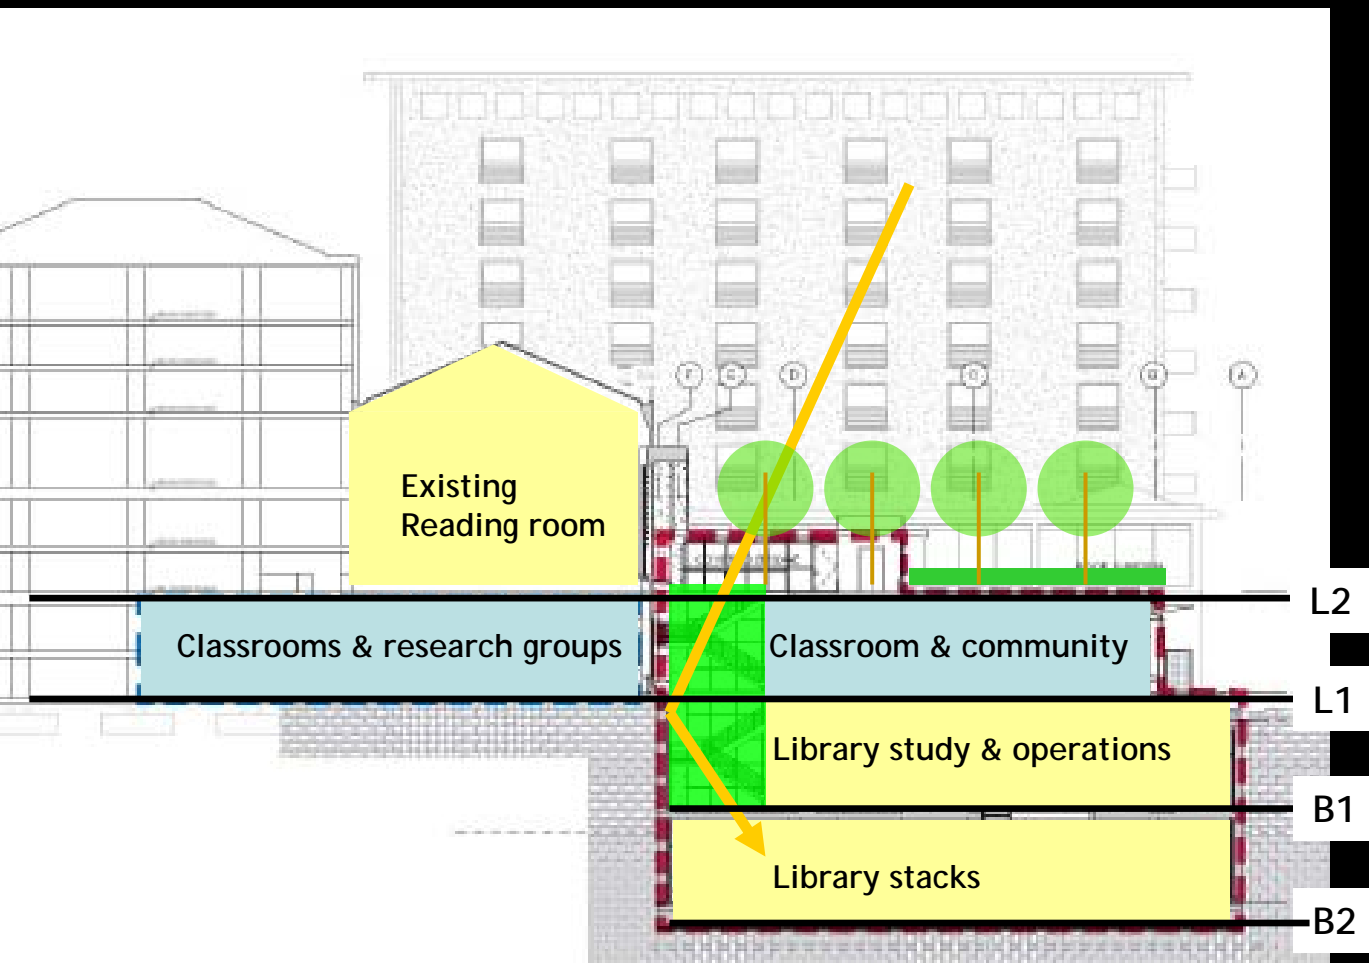 D
A
Existing
Reading room
L2
Classrooms & research groups
Classroom & community
L1
Library study & operations
B1
Library stacks
B2